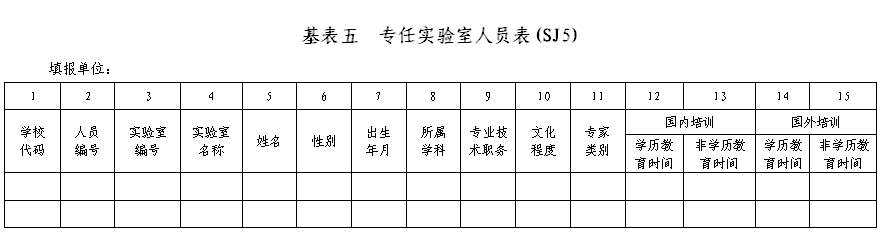 基表五 专任实验室人员表(SJ5)
填报单位：
1 2 3 4 5 6 7 8 9 10 11 12 13 14 15
学校代码 人员编号 实验室编号 实验室名称 姓名 性别 出生年月 所属学科 专业技术职务 文化程度 专家类别 国内培训 国外培训
学历教育时间 非学历教育时间 学历教育时间 非学历教育时间